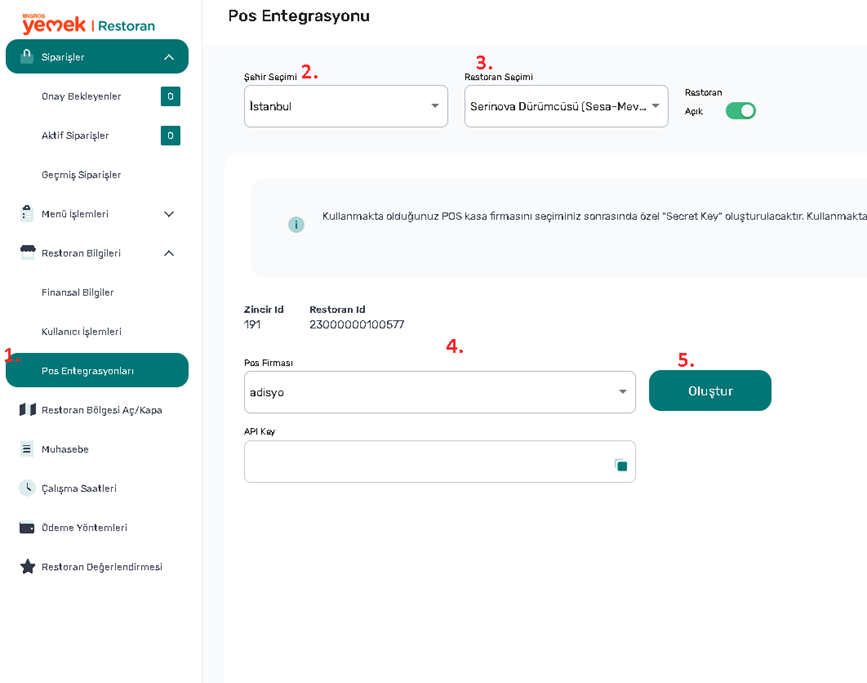 MIGROS
yemek | Restoran
Siparişler
Onay Bekleyenler 0
Aktif Siparişler 0
Geçmiş Siparişler
Menü İşlemleri
Restoran Bilgileri
Finansal Bilgiler
Kullanıcı İşlemleri
1.
Pos Entegrasyonları
Restoran Bölgesi Aç/Kapa
Muhasebe
Çalışma Saatleri
Ödeme Yöntemleri
Restoran Değerlendirmesi
Pos Entegrasyonu
Şehir Seçimi 2.
İstanbul
3.
Restoran Seçimi
Serinova Dürümcüsü (Sesa-Mev...
Restoran
Açık
i
Kullanmakta olduğunuz POS kasa firmasını seçiminiz sonrasında özel "Secret Key" oluşturulacaktır. Kullanmakta
Zincir Id Restoran Id
191 23000000100577
4.
Pos Firması
adisyo
5.
Oluştur
API Key